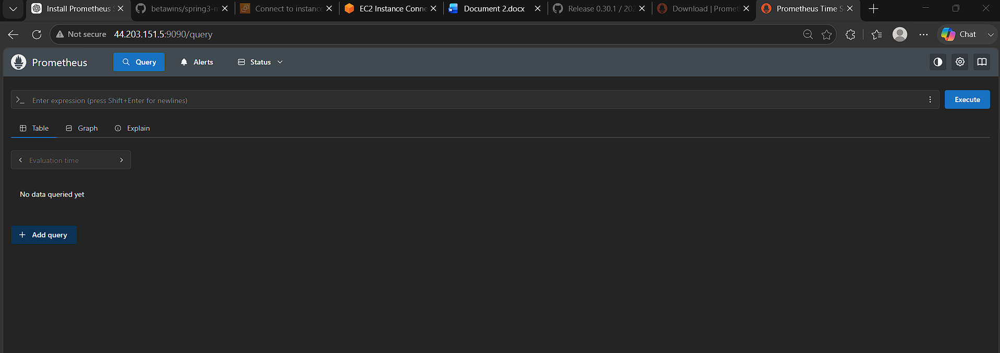 Install Prometheus betawins/spring3-r Connect to instance EC2 Instance Conne Document 2.docx Release 0.30.1 / 202 Download | Promet Prometheus Time S
Not secure 44.203.151.5:9090/query Chat
Prometheus Query Alerts Status
>_ Enter expression (press Shift+Enter for newlines) Execute
Table Graph Explain
Evaluation time
No data queried yet
+ Add query